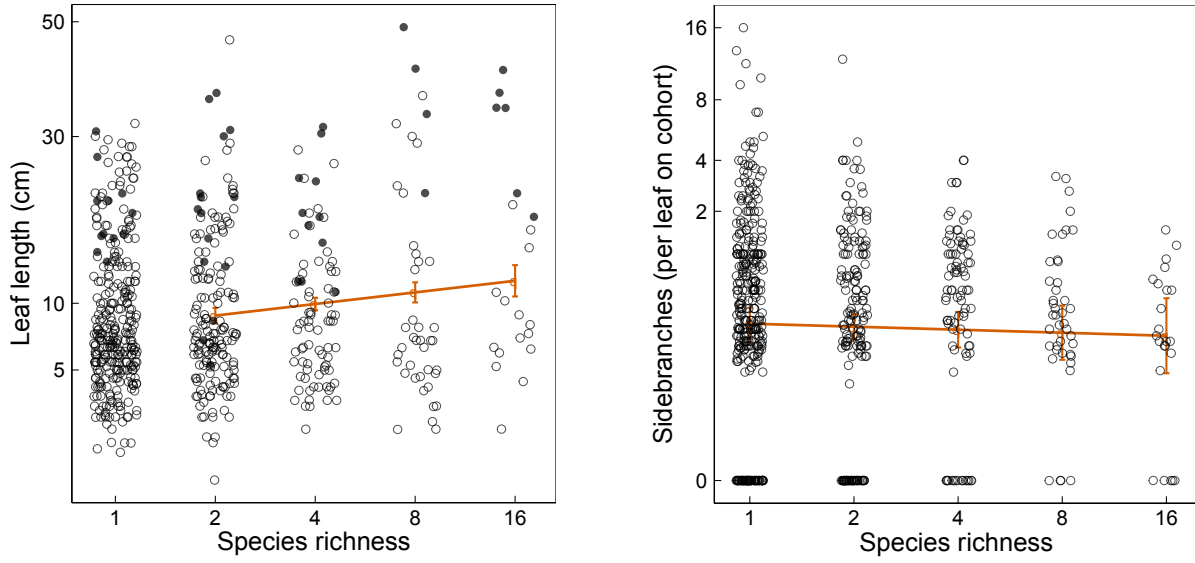 50
30
10
5
Leaf length (cm)
1 2 4 8 16
Species richness
16
8
4
2
0
Sidebranches (per leaf on cohort)
1 2 4 8 16
Species richness